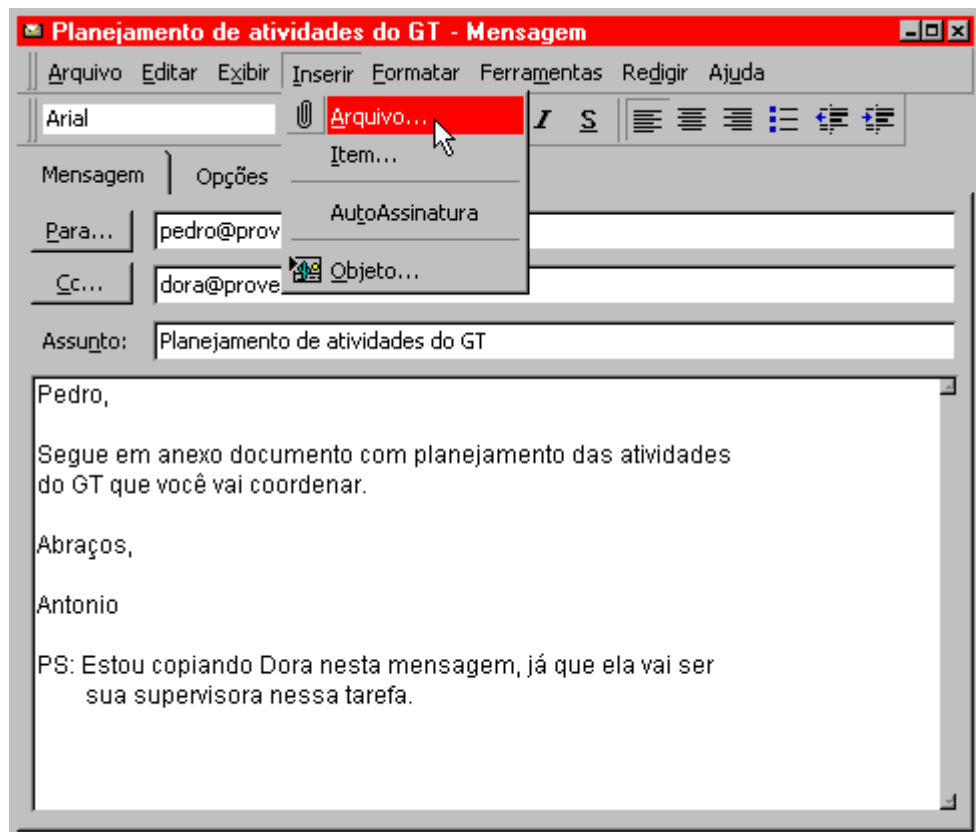 Planejamento de atividades do GT - Mensagem
Arquivo Editar Exibir Inserir Formatar Ferramentas Redigir Ajuda
Arial
Arquivo...
I S
Item...
Mensagem Opções
AutoAssinatura
Para... pedro@prov
Objeto...
Cc... dora@prove
Assunto: Planejamento de atividades do GT
Pedro,
Segue em anexo documento com planejamento das atividades
do GT que você vai coordenar.
Abraços,
Antonio
PS: Estou copiando Dora nesta mensagem, já que ela vai ser
sua supervisora nessa tarefa.